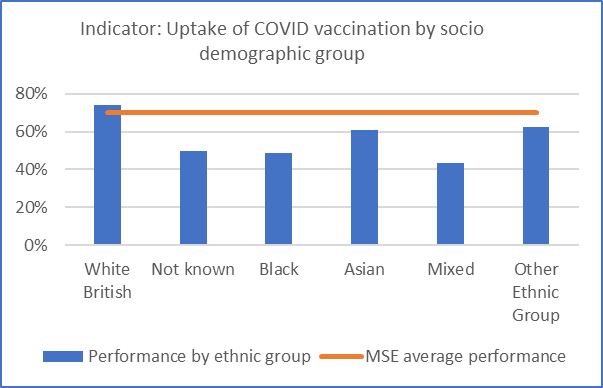 Indicator: Uptake of COVID vaccination by socio
demographic group
80%
60%
40%
20%
0%
White
British
Not known
Black
Asian
Mixed
Other
Ethnic
Group
Performance by ethnic group
MSE average performance